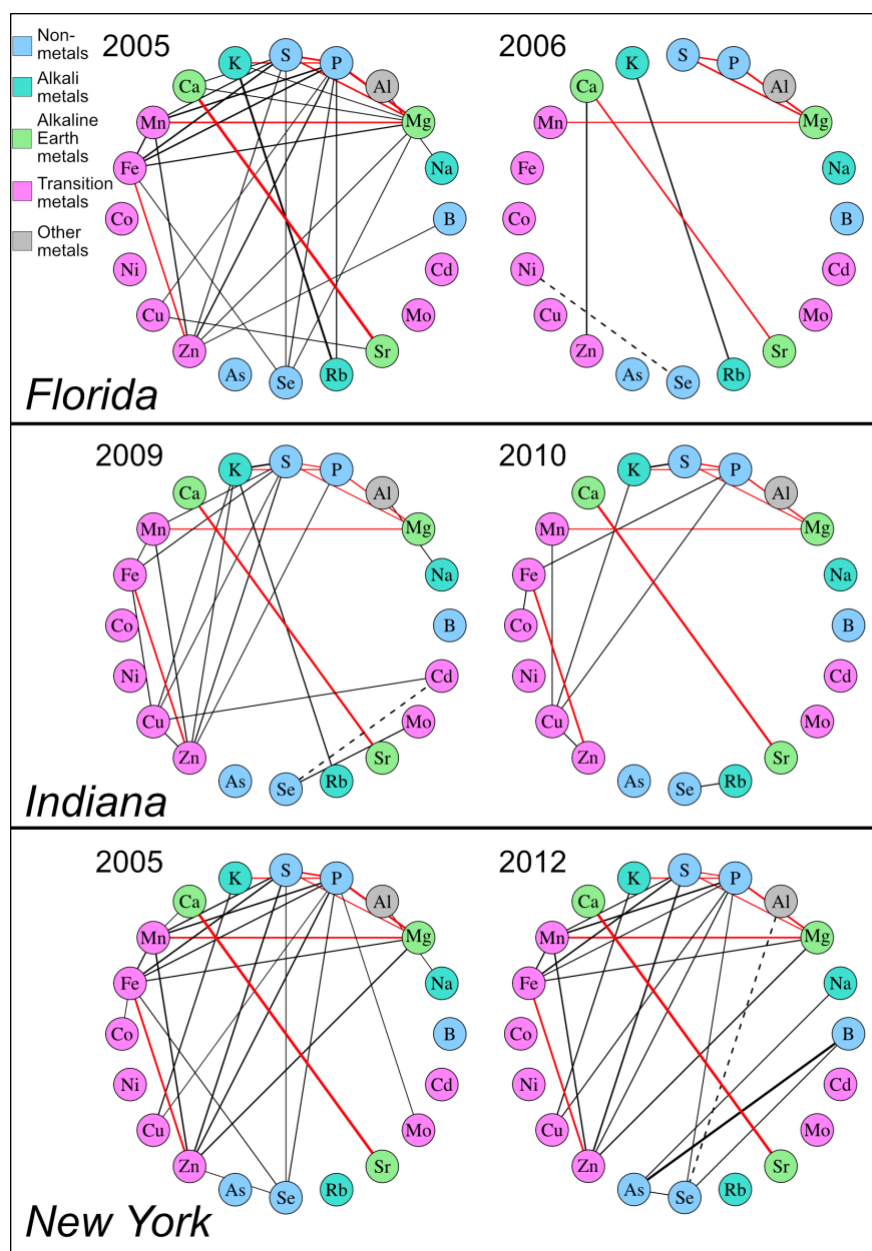 Non-
metals
Alkali
metals
Alkaline
Earth
metals
Transition
metals
Other
metals
2005
K
S
P
Al
Mg
Na
B
Cd
Mo
Sr
Rb
Se
As
Zn
Cu
Ni
Co
Fe
Mn
Ca
2006
K
S
P
Al
Mg
Na
B
Cd
Mo
Sr
Rb
Se
As
Zn
Cu
Ni
Co
Fe
Mn
Ca
Florida
2009
K
S
P
Al
Mg
Na
B
Cd
Mo
Sr
Rb
Se
As
Zn
Cu
Ni
Co
Fe
Mn
Ca
2010
K
S
P
Al
Mg
Na
B
Cd
Mo
Sr
Rb
Se
As
Zn
Cu
Ni
Co
Fe
Mn
Ca
Indiana
2005
K
S
P
Al
Mg
Na
B
Cd
Mo
Sr
Rb
Se
As
Zn
Cu
Ni
Co
Fe
Mn
Ca
2012
K
S
P
Al
Mg
Na
B
Cd
Mo
Sr
Rb
Se
As
Zn
Cu
Ni
Co
Fe
Mn
Ca
New York